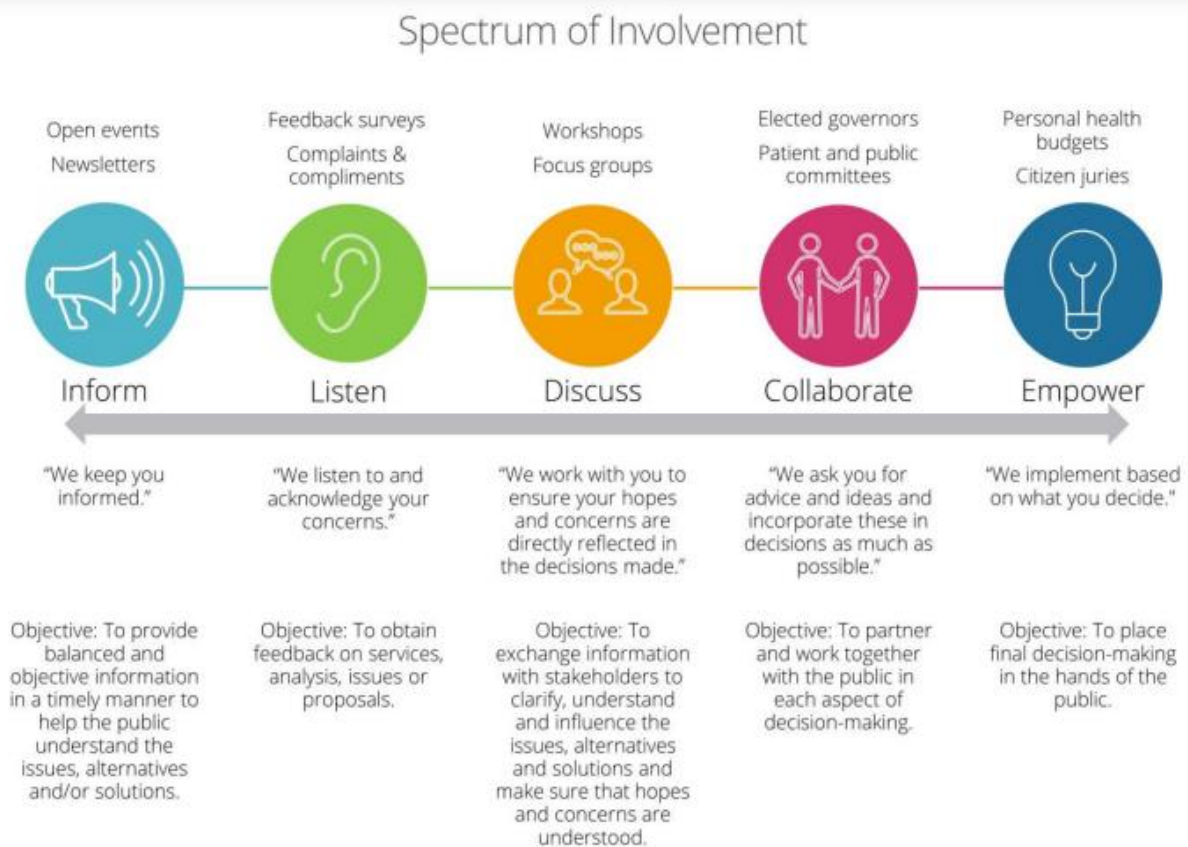 Spectrum of Involvement
Open events
Newsletters
Feedback surveys
Complaints &
compliments
Workshops
Focus groups
Elected governors
Patient and public
committees
Personal health
budgets
Citizen juries
Inform
Listen
Discuss
Collaborate
Empower
“We keep you
informed.”
“We listen to and
acknowledge your
concerns.”
“We work with you to
ensure your hopes
and concerns are
directly reflected in
the decisions made.”
“We ask you for
advice and ideas and
incorporate these in
decisions as much as
possible.”
“We implement based
on what you decide.”
Objective: To provide
balanced and
objective information
in a timely manner to
help the public
understand the
issues, alternatives
and/or solutions.
Objective: To obtain
feedback on services,
analysis, issues or
proposals.
Objective: To
exchange information
with stakeholders to
clarify, understand
and influence the
issues, alternatives
and solutions and
make sure that hopes
and concerns are
understood.
Objective: To partner
and work together
with the public in
each aspect of
decision-making.
Objective: To place
final decision-making
in the hands of the
public.